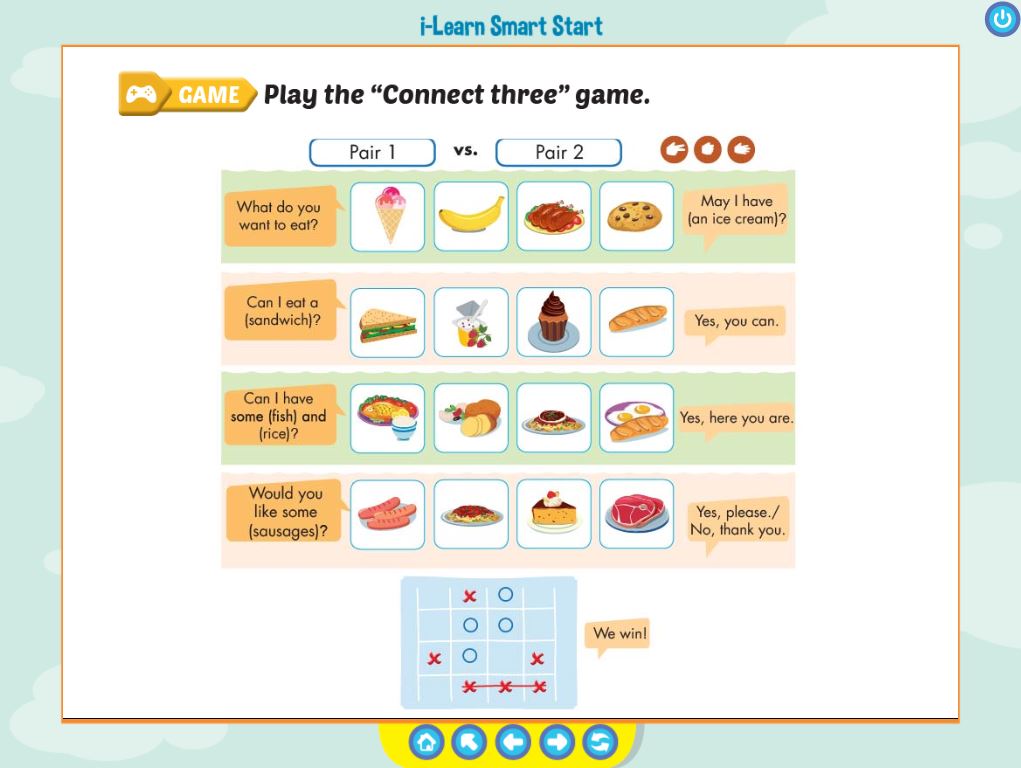 i-Learn Smart Start
GAME Play the “Connect three” game.
Pair 1 vs. Pair 2
What do you
want to eat?
May I have
(an ice cream)?
Can I eat a
(sandwich)?
Yes, you can.
Can I have
some (fish) and
(rice)?
Yes, here you are.
Would you
like some
(sausages)?
Yes, please./
No, thank you.
x O
O O
x O x
x x x
We win!